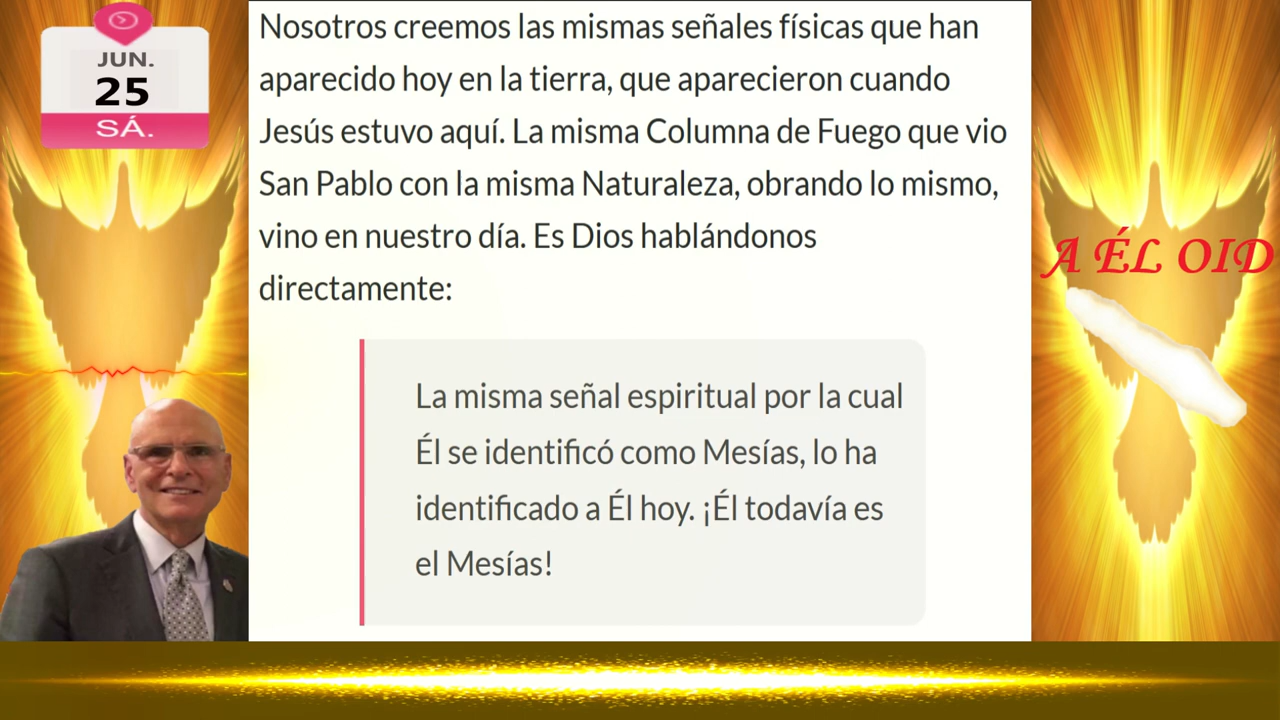 JUN.
25
SÁ.
Nosotros creemos las mismas señales físicas que han
aparecido hoy en la tierra, que aparecieron cuando
Jesús estuvo aquí. La misma Columna de Fuego que vio
San Pablo con la misma Naturaleza, obrando lo mismo,
vino en nuestro día. Es Dios hablándonos
directamente:
La misma señal espiritual por la cual
Él se identificó como Mesías, lo ha
identificado a Él hoy. ¡Él todavía es
el Mesías!
A ÉL OID